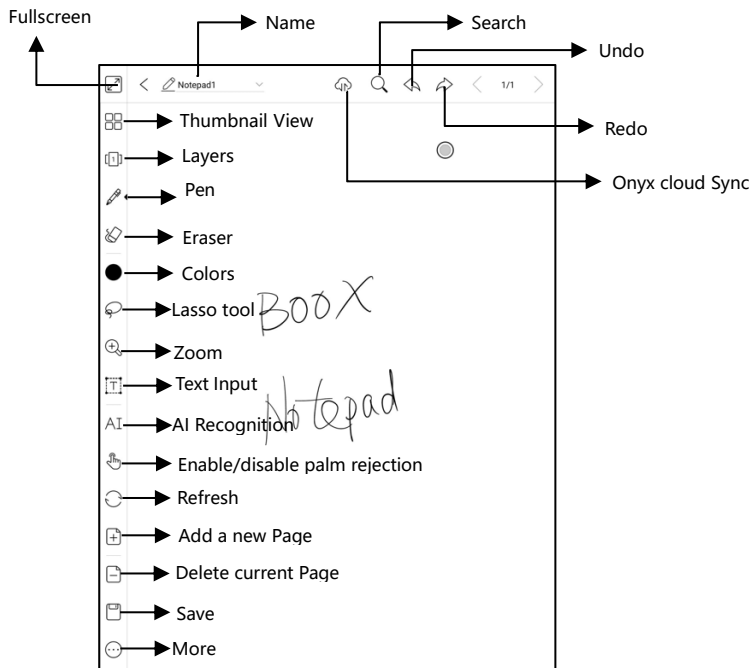 Fullscreen
Name
Search
Undo
Notepad1
1/1
Thumbnail View
Redo
1
Layers
Onyx cloud Sync
Pen
Eraser
Colors
Lasso tool
BOOX
Zoom
T
Text Input
Notepad
AI
AI Recognition
Enable/disable palm rejection
Refresh
Add a new Page
Delete current Page
Save
More